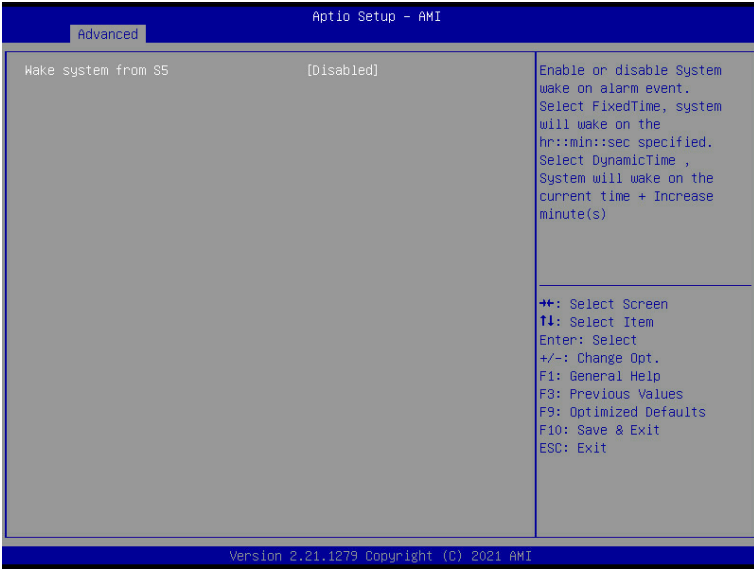 Aptio Setup – AMI
Advanced
Wake system from S5 [Disabled]
Enable or disable System
wake on alarm event.
Select FixedTime, system
will wake on the
hr::min::sec specified.
Select DynamicTime ,
System will wake on the
current time + Increase
minute(s)
→←: Select Screen
↑↓: Select Item
Enter: Select
+/-: Change Opt.
F1: General Help
F3: Previous Values
F9: Optimized Defaults
F10: Save & Exit
ESC: Exit
Version 2.21.1279 Copyright (C) 2021 AMI